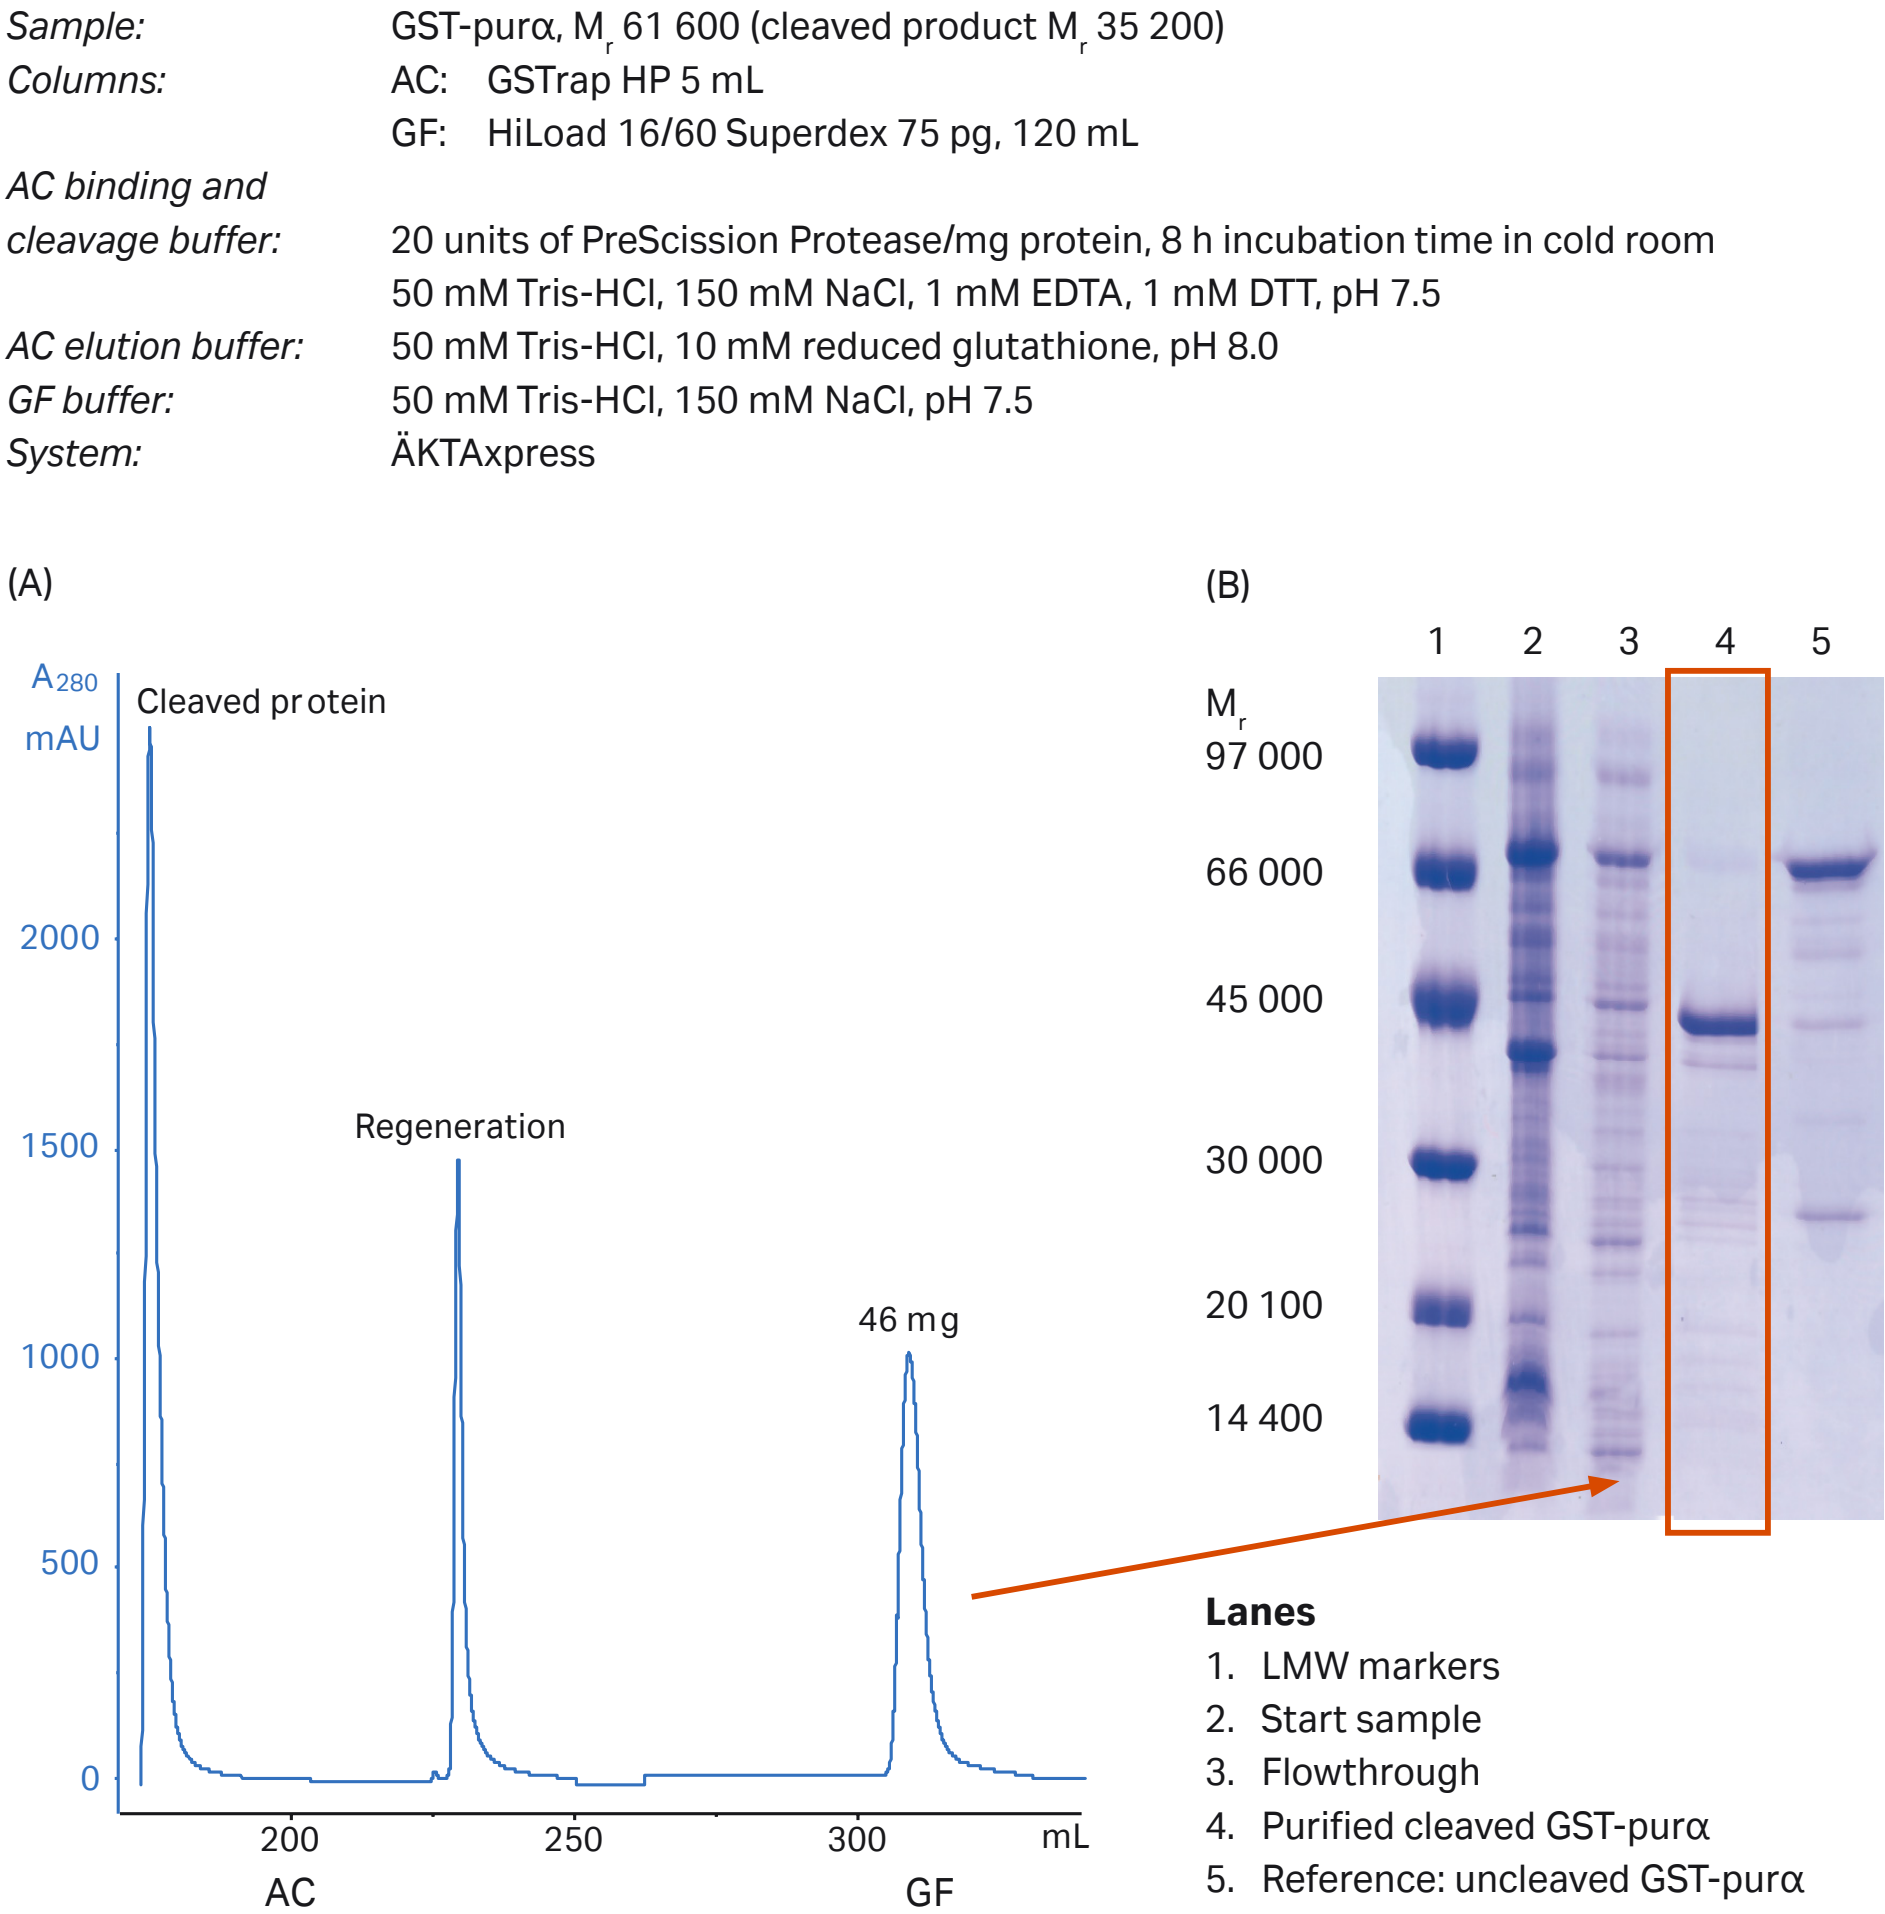 Sample: GST-purα, Mr 61 600 (cleaved product Mr 35 200)
Columns: AC: GSTrap HP 5 mL
GF: HiLoad 16/60 Superdex 75 pg, 120 mL
AC binding and
cleavage buffer: 20 units of PreScission Protease/mg protein, 8 h incubation time in cold room
50 mM Tris-HCl, 150 mM NaCl, 1 mM EDTA, 1 mM DTT, pH 7.5
AC elution buffer: 50 mM Tris-HCl, 10 mM reduced glutathione, pH 8.0
GF buffer: 50 mM Tris-HCl, 150 mM NaCl, pH 7.5
System: ÄKTAxpress
(A)
A280
mAU
Cleaved protein
2000
1500
Regeneration
1000
46 mg
500
0
200 250 300 mL
AC GF
(B)
1 2 3 4 5
Mr
97 000
66 000
45 000
30 000
20 100
14 400
Lanes
1. LMW markers
2. Start sample
3. Flowthrough
4. Purified cleaved GST-purα
5. Reference: uncleaved GST-purα